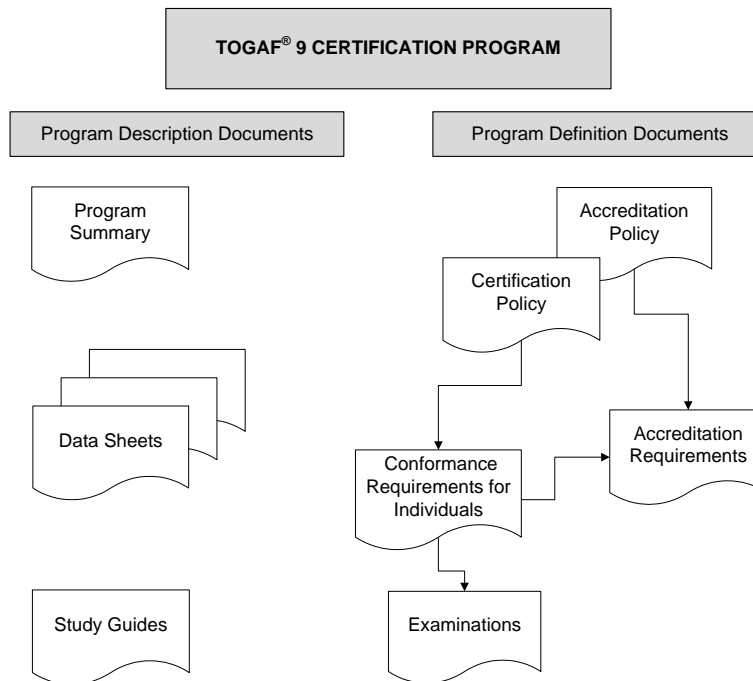 TOGAF® 9 CERTIFICATION PROGRAM
Program Description Documents
Program Definition Documents
Program
Summary
Accreditation
Policy
Certification
Policy
Data Sheets
Accreditation
Requirements
Conformance
Requirements for
Individuals
Study Guides
Examinations